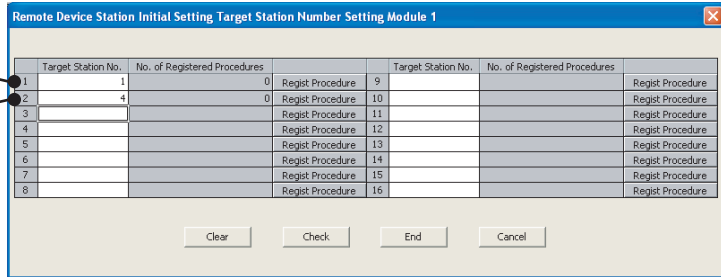 Remote Device Station Initial Setting Target Station Number Setting Module 1
Target Station No. No. of Registered Procedures Target Station No. No. of Registered Procedures
1 1 0 Regist Procedure 9 Regist Procedure
2 4 0 Regist Procedure 10 Regist Procedure
3 Regist Procedure 11 Regist Procedure
4 Regist Procedure 12 Regist Procedure
5 Regist Procedure 13 Regist Procedure
6 Regist Procedure 14 Regist Procedure
7 Regist Procedure 15 Regist Procedure
8 Regist Procedure 16 Regist Procedure
Clear Check End Cancel